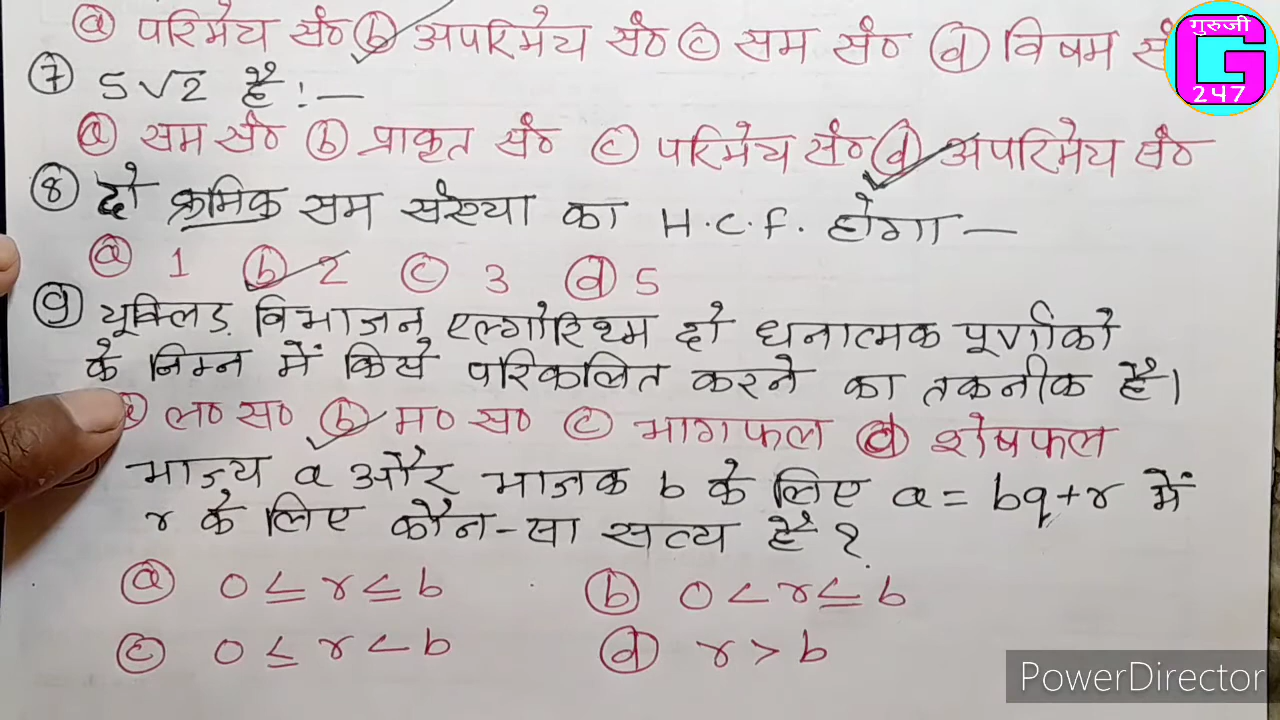 ⓐ परिमेय सं० ⓑ अपरिमेय सं० ⓒ सम सं० ⓓ विषम सं
गुरुजी
G
247
⑦ 5√2 है :—
ⓐ सम सं० ⓑ प्राकृत सं० ⓒ परिमेय सं० ⓓ अपरिमेय सं०
⑧ दो क्रमिक सम संख्या का H.C.F. होगा —
ⓐ 1 ⓑ 2 ⓒ 3 ⓓ 5
⑨ यूक्लिड विभाजन एल्गोरिथ्म दो धनात्मक पूर्णांको
के निम्न में किसे परिकलित करने का तकनीक है।
ल० स० ⓑ म० स० ⓒ भागफल ⓓ शेषफल
भाज्य a और भाजक b के लिए a = bq + r में
r के लिए कौन-सा सत्य है?
ⓐ 0 ≤ r ≤ b ⓑ 0 < r ≤ b
ⓒ 0 ≤ r < b ⓓ r > b
PowerDirector